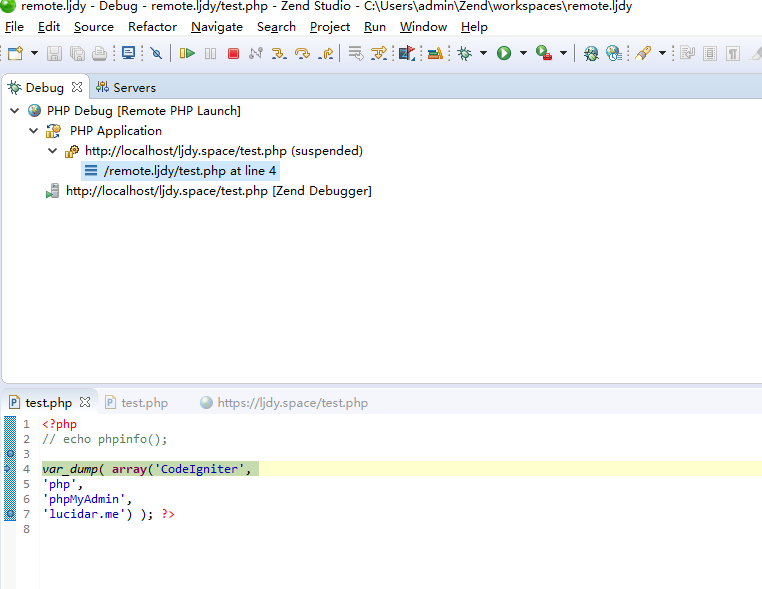 remote.ljdy - Debug - remote.ljdy/test.php - Zend Studio - C:\Users\admin\Zend\workspaces\remote.ljdy
File Edit Source Refactor Navigate Search Project Run Window Help
Debug Servers
PHP Debug [Remote PHP Launch]
PHP Application
http://localhost/ljdy.space/test.php (suspended)
/remote.ljdy/test.php at line 4
http://localhost/ljdy.space/test.php [Zend Debugger]
test.php test.php https://ljdy.space/test.php
1 <?php
2 // echo phpinfo();
3
4 var_dump( array('CodeIgniter',
5 'php',
6 'phpMyAdmin',
7 'lucidar.me') ); ?>
8